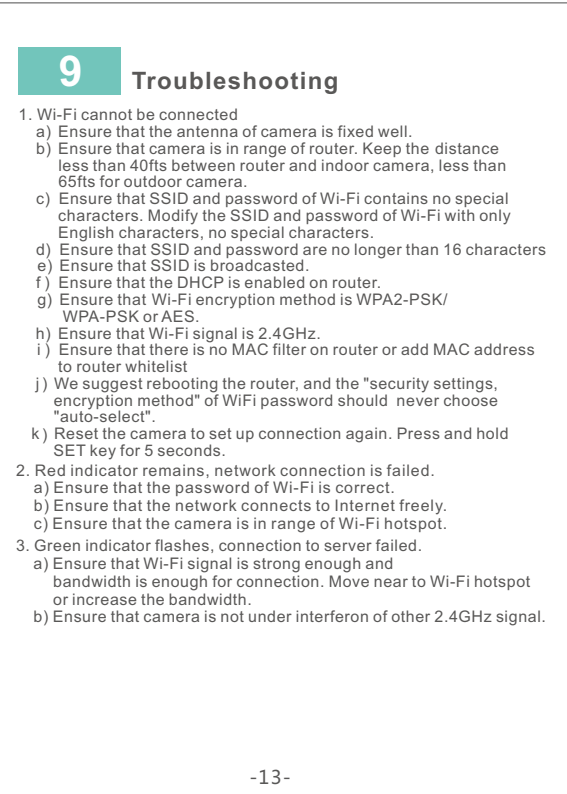 9
Troubleshooting
1. Wi-Fi cannot be connected
a) Ensure that the antenna of camera is fixed well.
b) Ensure that camera is in range of router. Keep the distance
less than 40fts between router and indoor camera, less than
65fts for outdoor camera.
c) Ensure that SSID and password of Wi-Fi contains no special
characters. Modify the SSID and password of Wi-Fi with only
English characters, no special characters.
d) Ensure that SSID and password are no longer than 16 characters
e) Ensure that SSID is broadcasted.
f) Ensure that the DHCP is enabled on router.
g) Ensure that Wi-Fi encryption method is WPA2-PSK/
WPA-PSK or AES.
h) Ensure that Wi-Fi signal is 2.4GHz.
i) Ensure that there is no MAC filter on router or add MAC address
to router whitelist
j) We suggest rebooting the router, and the "security settings,
encryption method" of WiFi password should never choose
"auto-select".
k) Reset the camera to set up connection again. Press and hold
SET key for 5 seconds.
2. Red indicator remains, network connection is failed.
a) Ensure that the password of Wi-Fi is correct.
b) Ensure that the network connects to Internet freely.
c) Ensure that the camera is in range of Wi-Fi hotspot.
3. Green indicator flashes, connection to server failed.
a) Ensure that Wi-Fi signal is strong enough and
bandwidth is enough for connection. Move near to Wi-Fi hotspot
or increase the bandwidth.
b) Ensure that camera is not under interferon of other 2.4GHz signal.
-13-